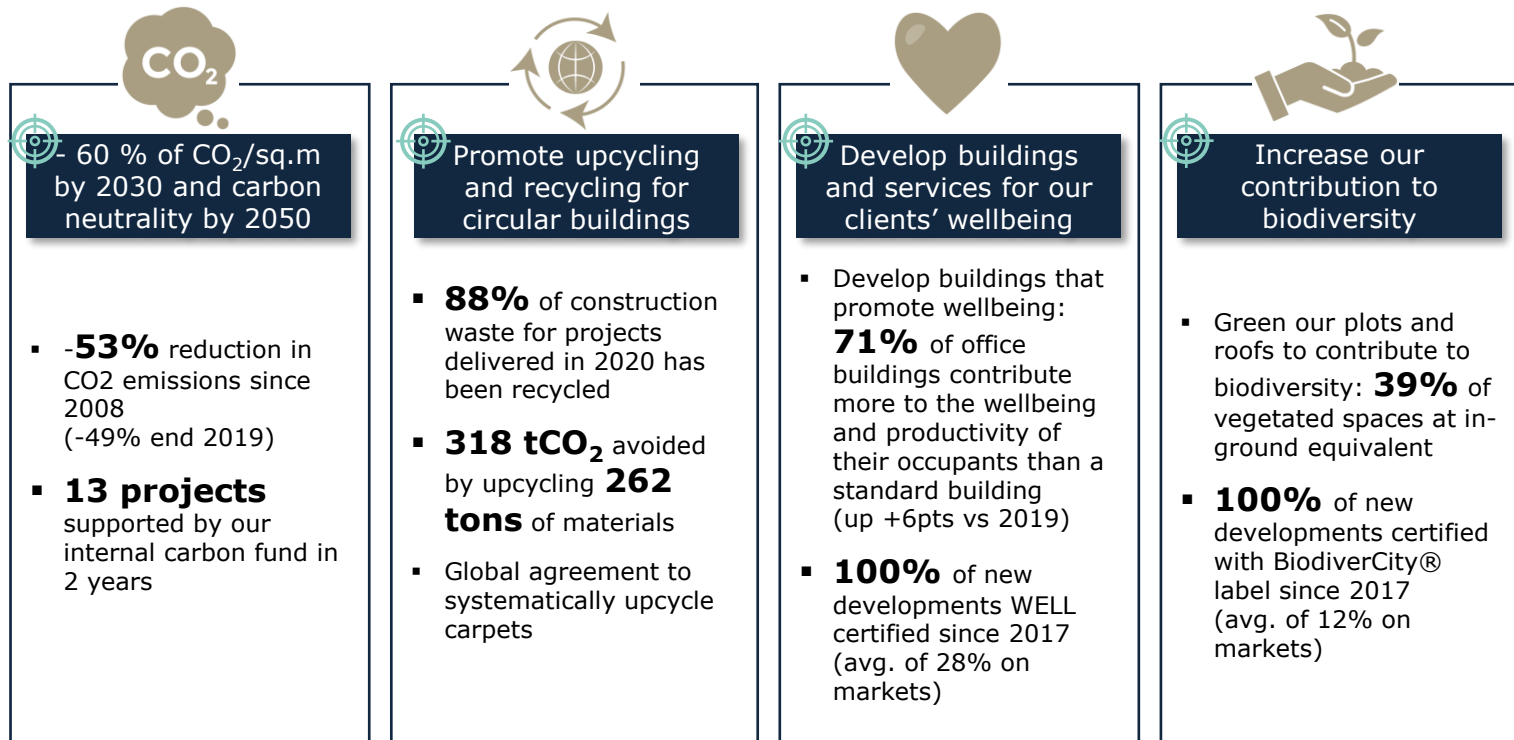 CO₂
- 60 % of CO₂/sq.m
by 2030 and carbon
neutrality by 2050
▪ -53% reduction in
CO2 emissions since
2008
(-49% end 2019)
▪ 13 projects
supported by our
internal carbon fund in
2 years
Promote upcycling
and recycling for
circular buildings
▪ 88% of construction
waste for projects
delivered in 2020 has
been recycled
▪ 318 tCO₂ avoided
by upcycling 262
tons of materials
▪ Global agreement to
systematically upcycle
carpets
Develop buildings
and services for our
clients’ wellbeing
▪ Develop buildings that
promote wellbeing:
71% of office
buildings contribute
more to the wellbeing
and productivity of
their occupants than a
standard building
(up +6pts vs 2019)
▪ 100% of new
developments WELL
certified since 2017
(avg. of 28% on
markets)
Increase our
contribution to
biodiversity
▪ Green our plots and
roofs to contribute to
biodiversity: 39% of
vegetated spaces at in-
ground equivalent
▪ 100% of new
developments certified
with BiodiverCity®
label since 2017
(avg. of 12% on
markets)